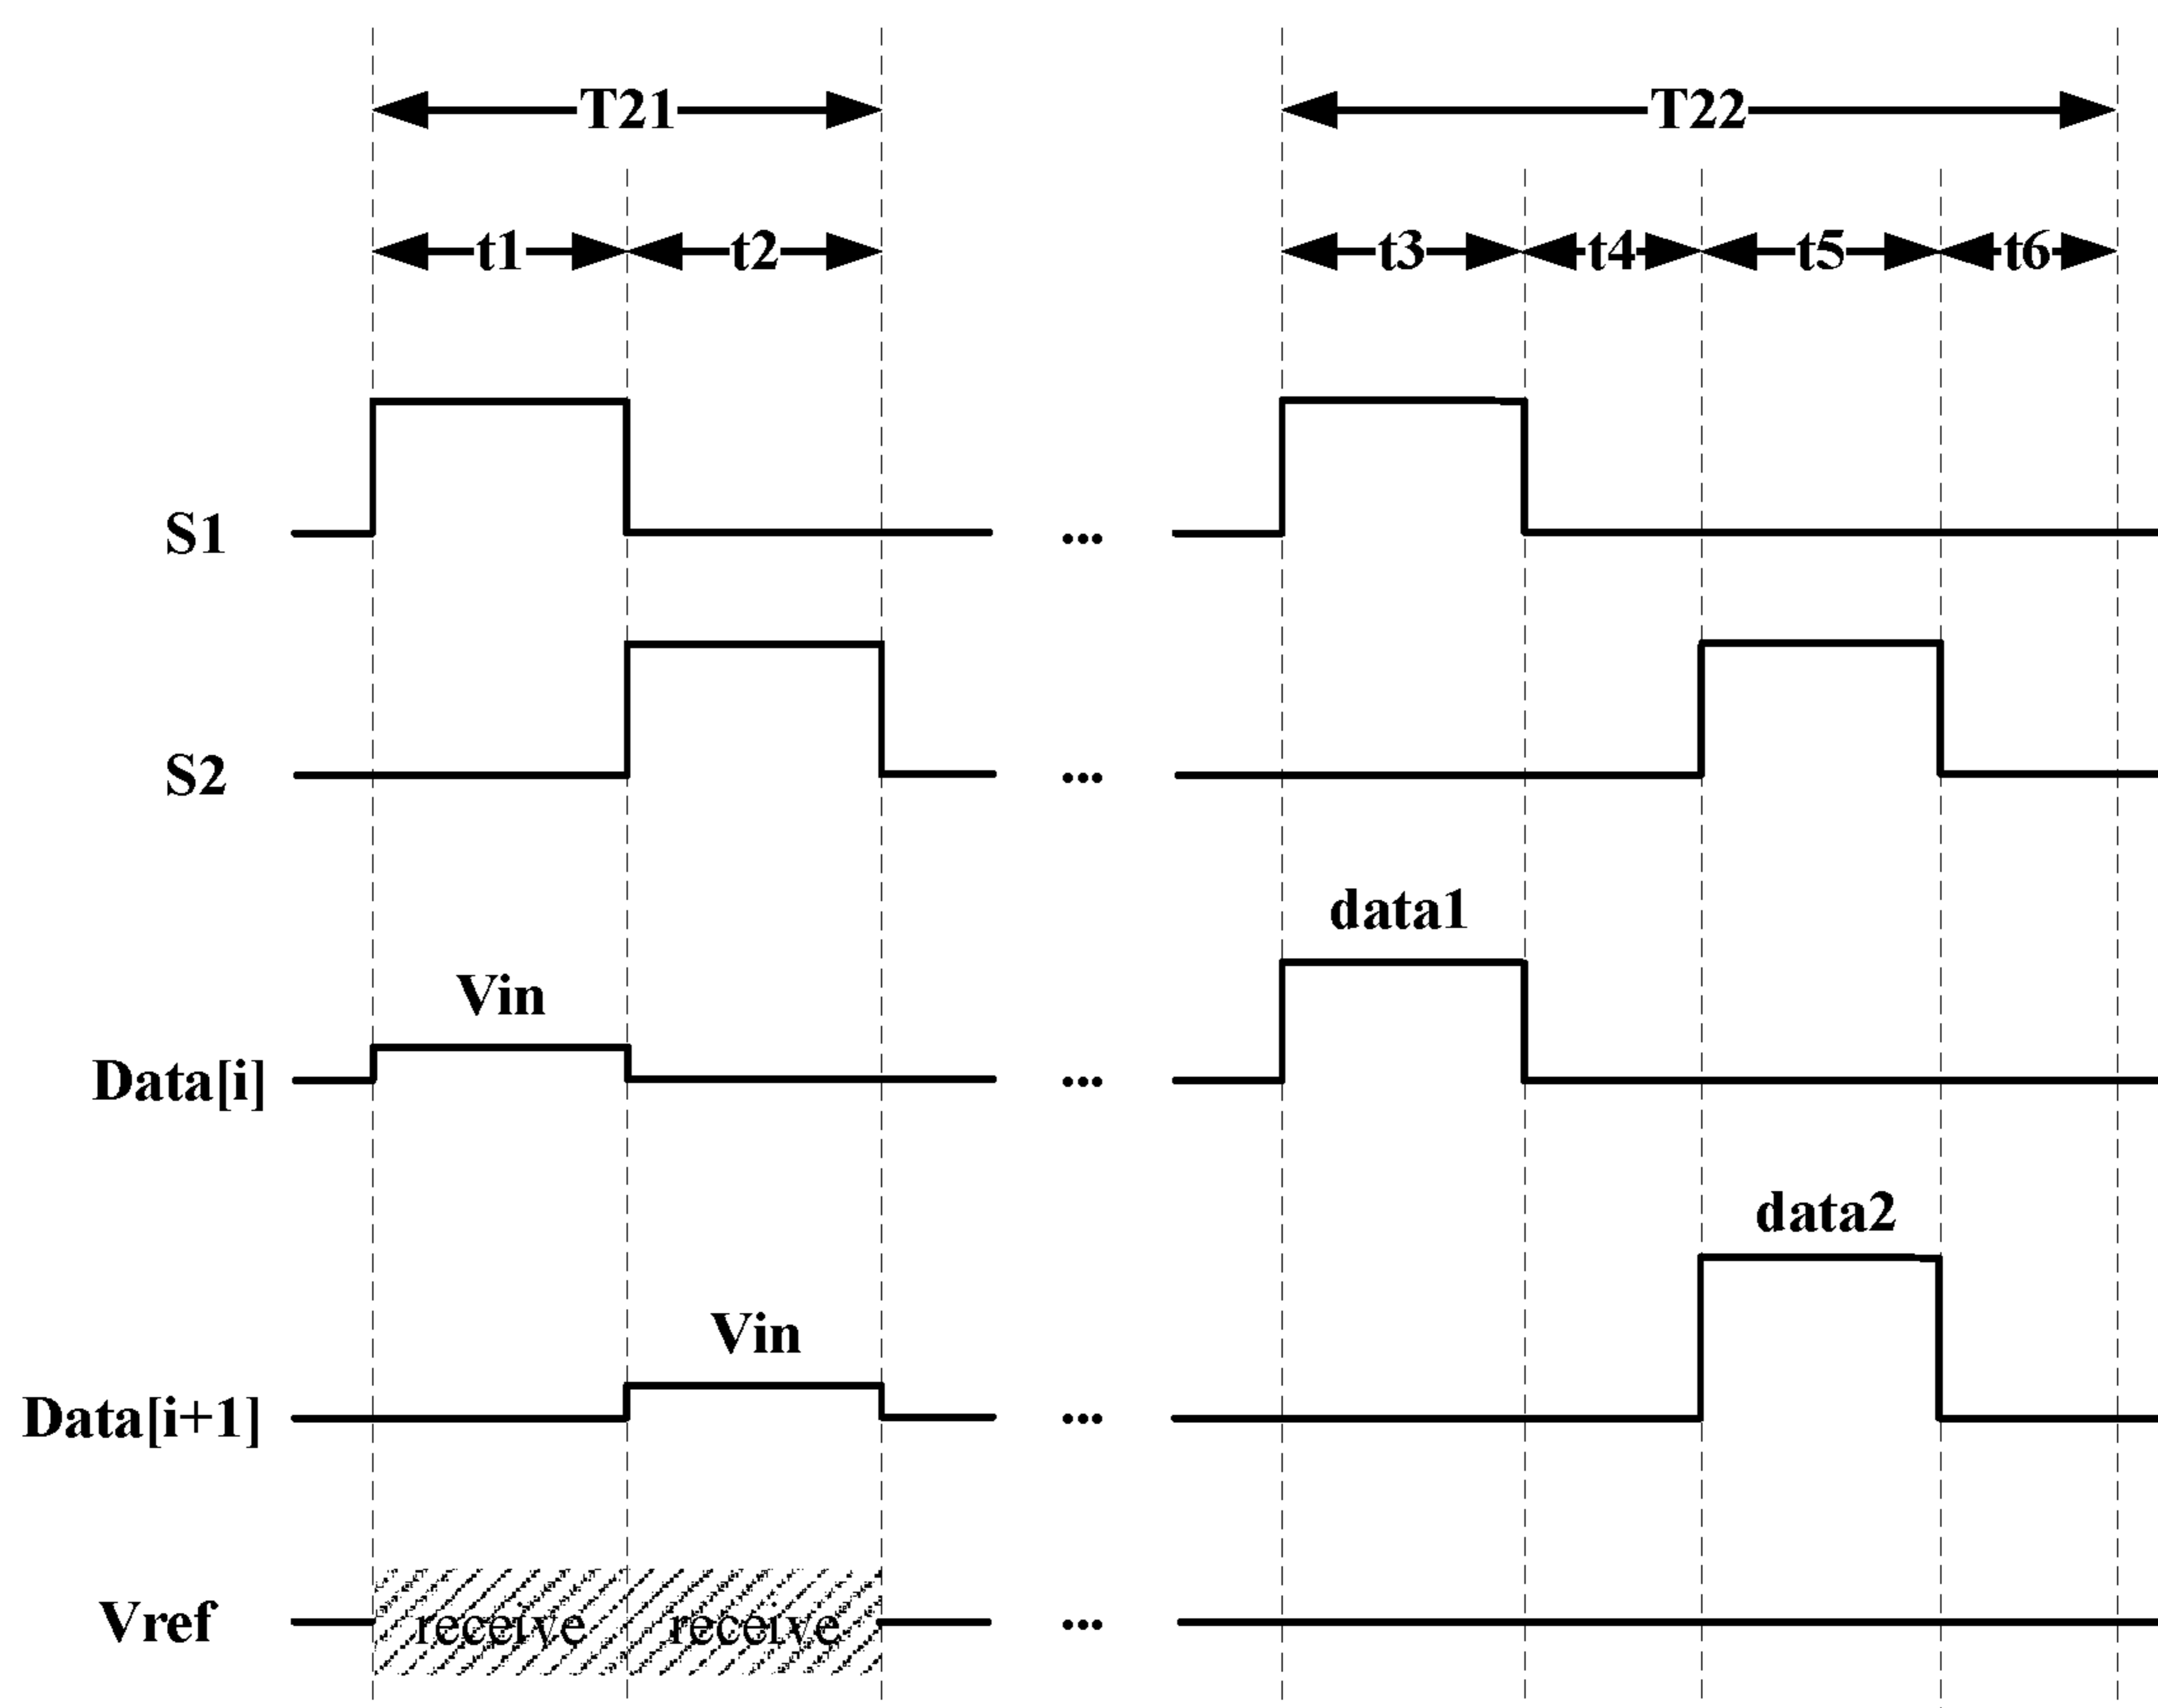 T21 T22
t1 t2 t3 t4 t5 t6
S1 ...
S2 ...
data1
Vin
Data[i] ...
data2
Vin
Data[i+1] ...
Vref receive receive ...